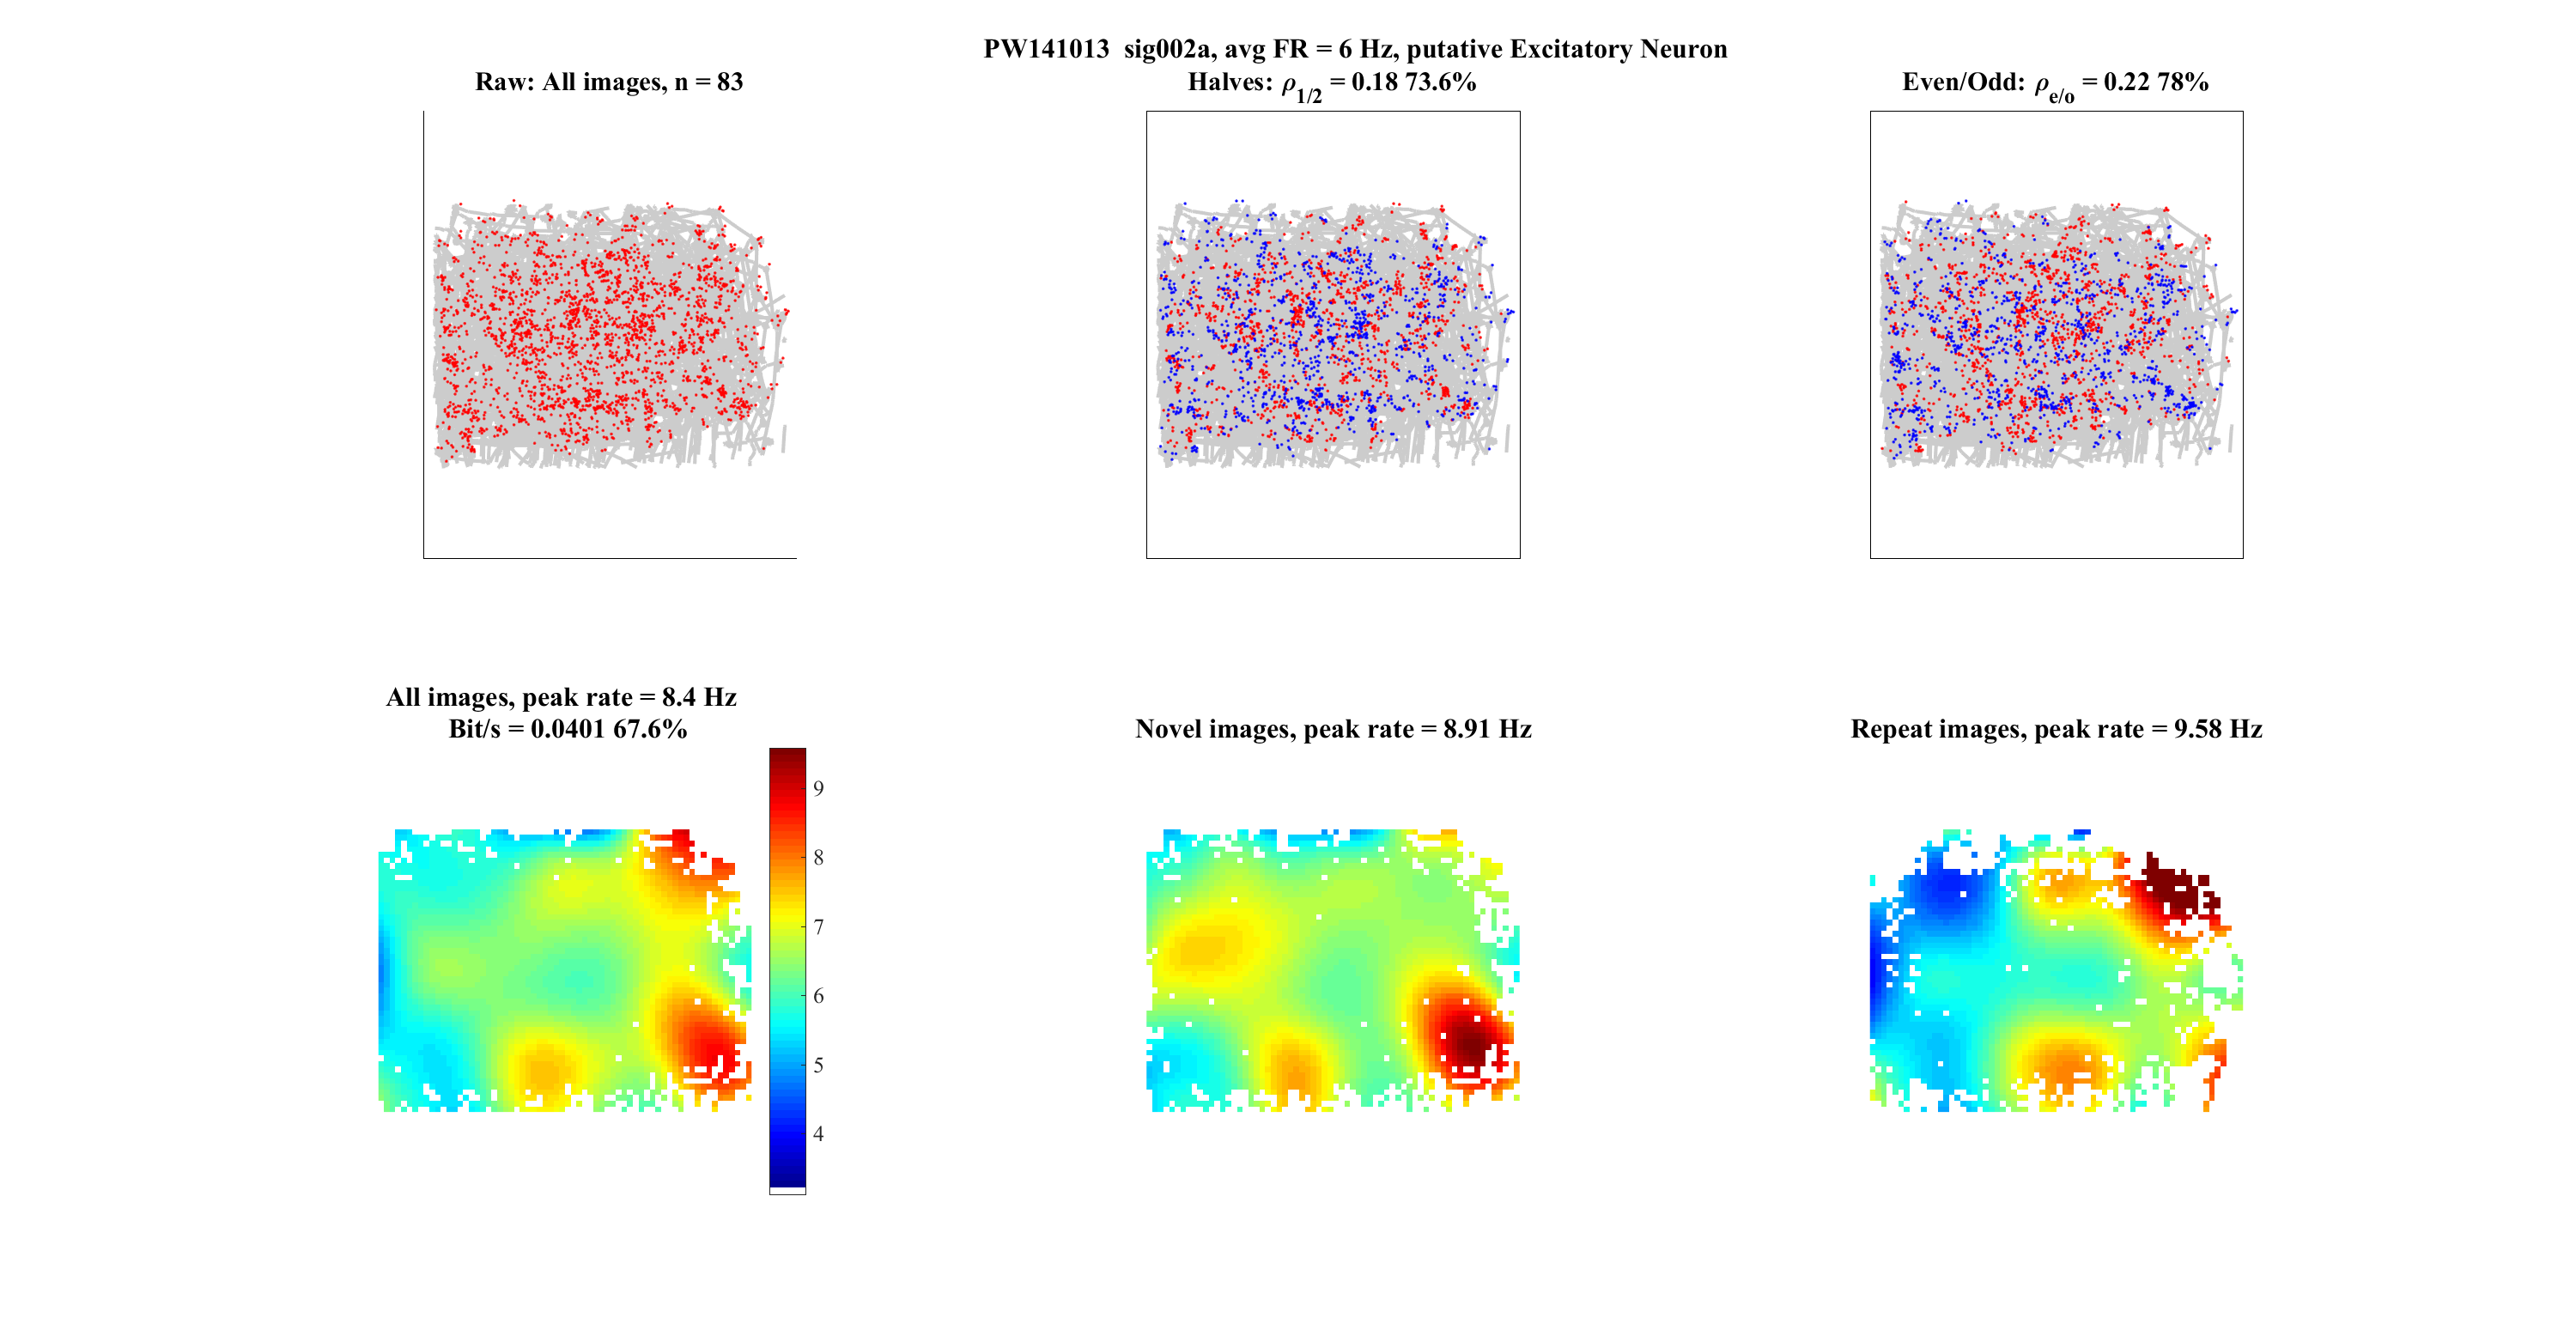 PW141013  sig002a, avg FR = 6 Hz, putative Excitatory Neuron
Raw: All images, n = 83
Halves: ρ1/2 = 0.18 73.6%
Even/Odd: ρe/o = 0.22 78%
All images, peak rate = 8.4 Hz
Bit/s = 0.0401 67.6%
Novel images, peak rate = 8.91 Hz
Repeat images, peak rate = 9.58 Hz
9
8
7
6
5
4